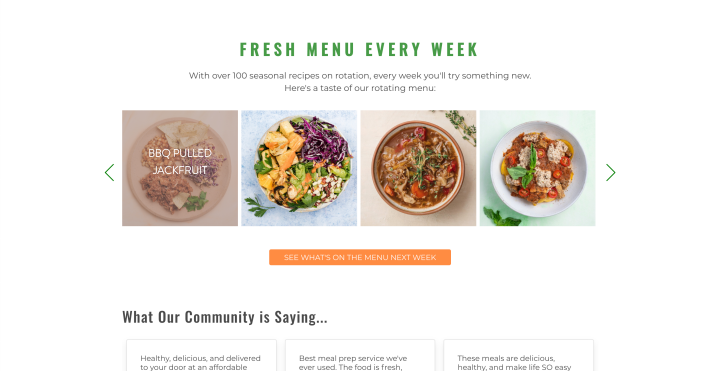 FRESH MENU EVERY WEEK
With over 100 seasonal recipes on rotation, every week you'll try something new.
Here's a taste of our rotating menu:
BBQ PULLED
JACKFRUIT
SEE WHAT'S ON THE MENU NEXT WEEK
What Our Community is Saying...
Healthy, delicious, and delivered
to your door at an affordable
Best meal prep service we've
ever used. The food is fresh,
These meals are delicious,
healthy, and make life SO easy